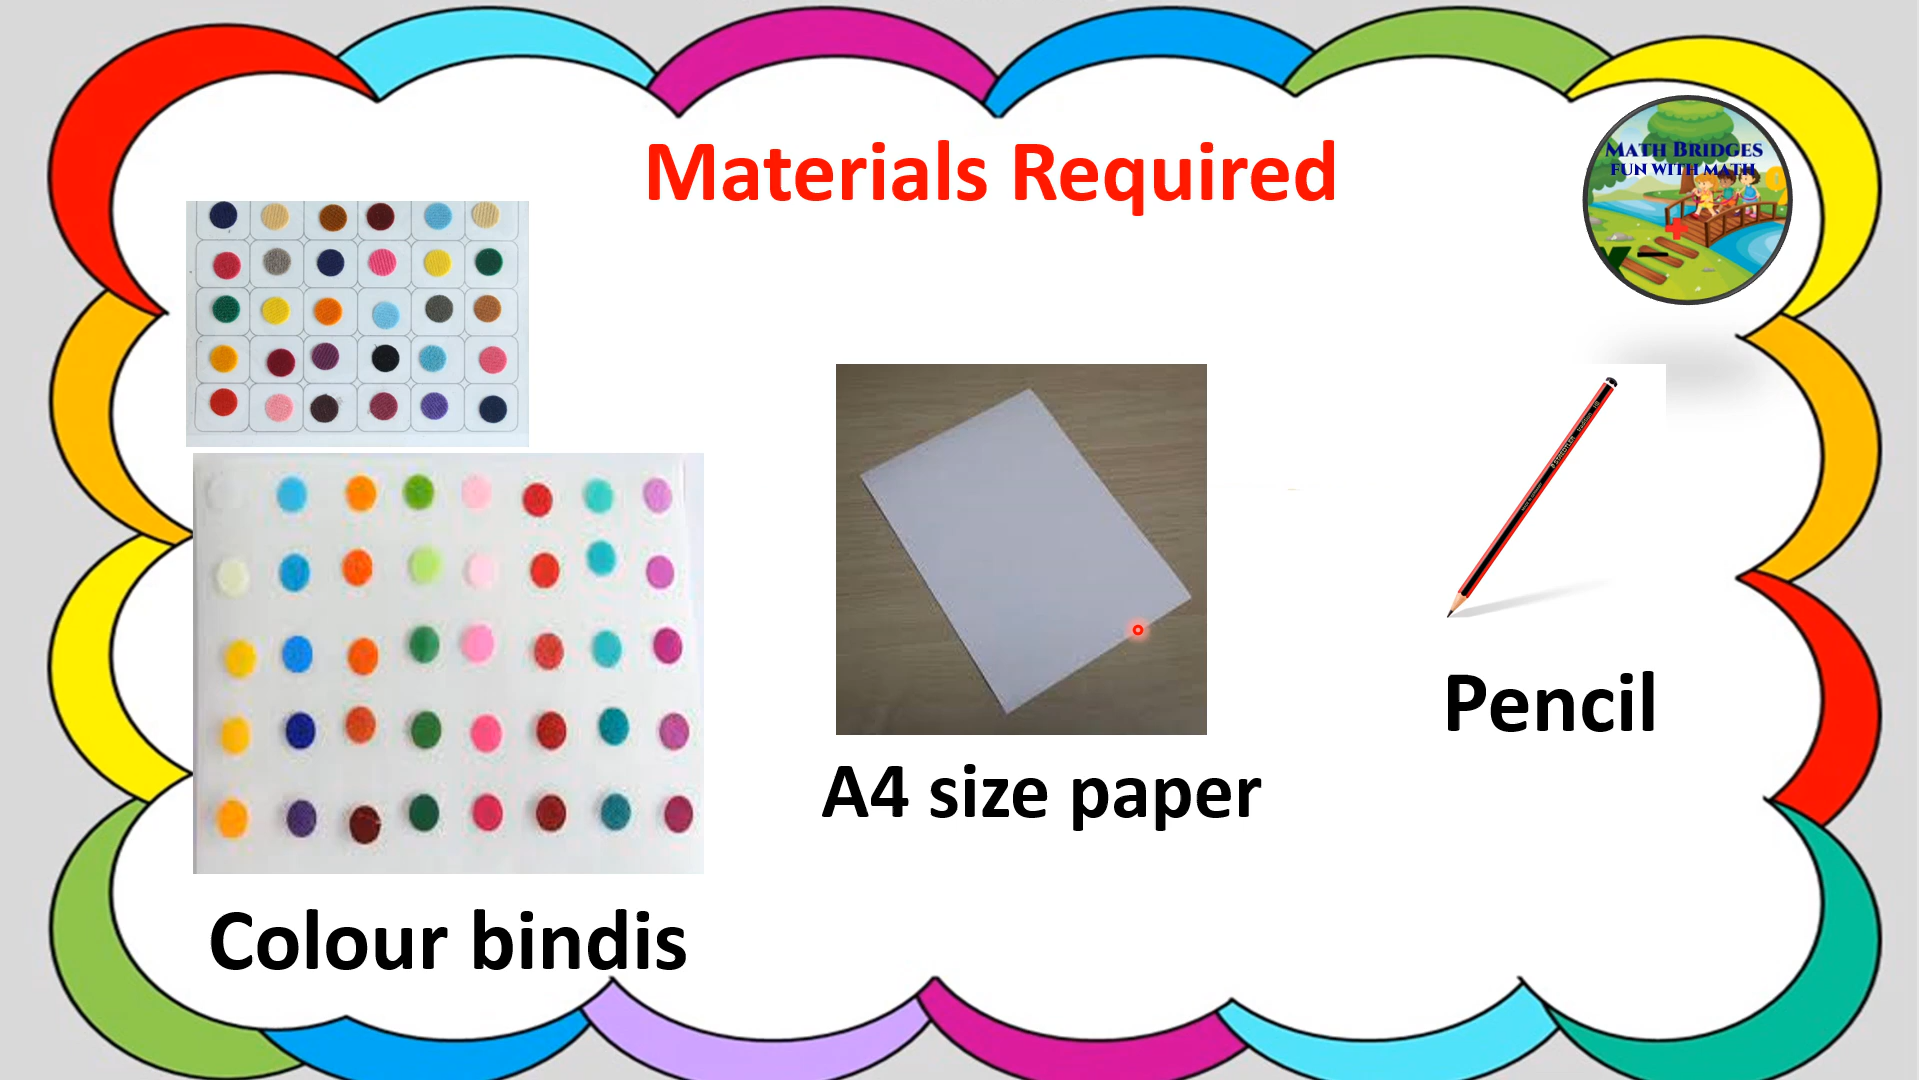 Materials Required
MATH BRIDGES
FUN WITH MATH
Pencil
A4 size paper
Colour bindis